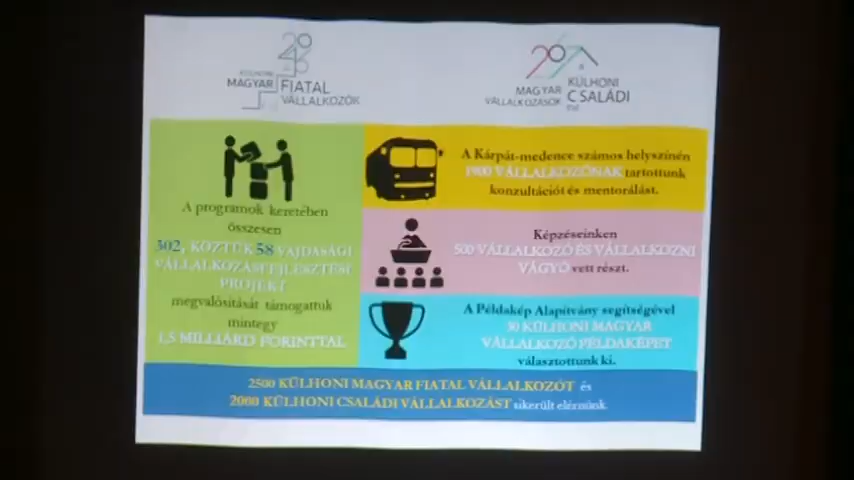 2016
KÜLHONI
MAGYAR FIATAL
VÁLLALKOZÓK
2017 A
MAGYAR KÜLHONI
VÁLLALKOZÁSOK CSALÁDI
A programok keretében
összesen
302, KÖZTÜK 58 VAJDASÁGI
VÁLLALKOZÁSFEJLESZTÉSI
PROJEKT
megvalósítását támogattuk
mintegy
1,5 MILLIÁRD FORINTTAL
A Kárpát-medence számos helyszínén
1900 VÁLLALKOZÓNAK tartottunk
konzultációt és mentorálást.
Képzéseinken
500 VÁLLALKOZÓ ÉS VÁLLALKOZNI
VÁGYÓ vett részt.
A Példakép Alapítvány segítségével
30 KÜLHONI MAGYAR
VÁLLALKOZÓ PÉLDAKÉPET
választottunk ki.
2500 KÜLHONI MAGYAR FIATAL VÁLLALKOZÓT és
2000 KÜLHONI CSALÁDI VÁLLALKOZÁST sikerült elérnünk